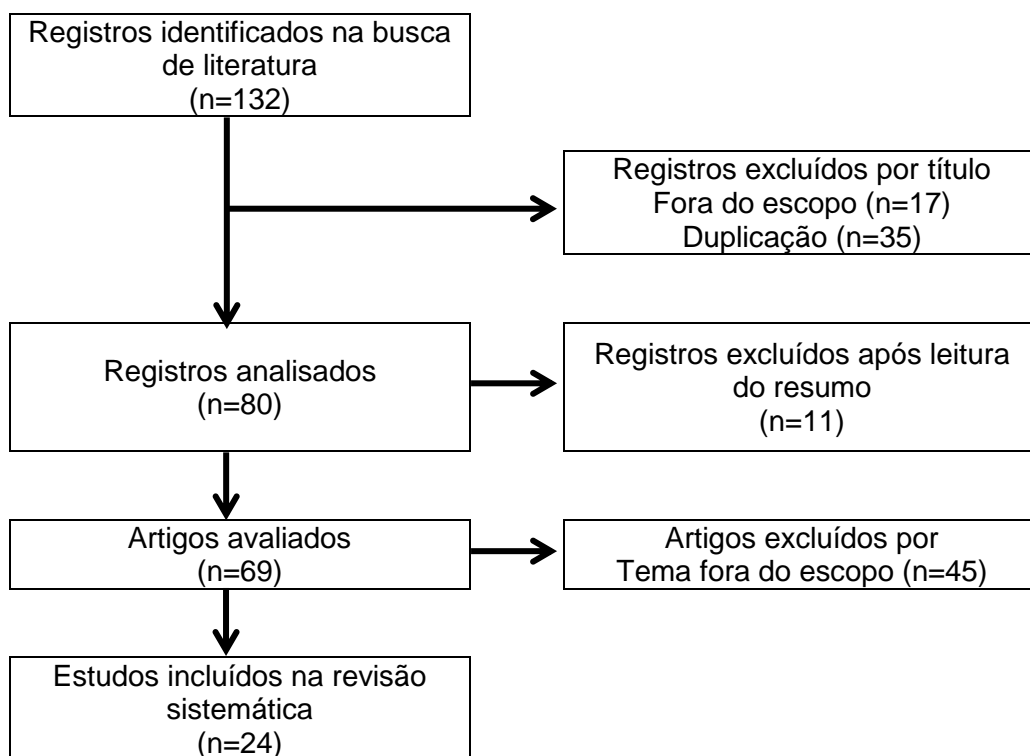 Registros identificados na busca
de literatura
(n=132)
Registros excluídos por título
Fora do escopo (n=17)
Duplicação (n=35)
Registros analisados
(n=80)
Registros excluídos após leitura
do resumo
(n=11)
Artigos avaliados
(n=69)
Artigos excluídos por
Tema fora do escopo (n=45)
Estudos incluídos na revisão
sistemática
(n=24)